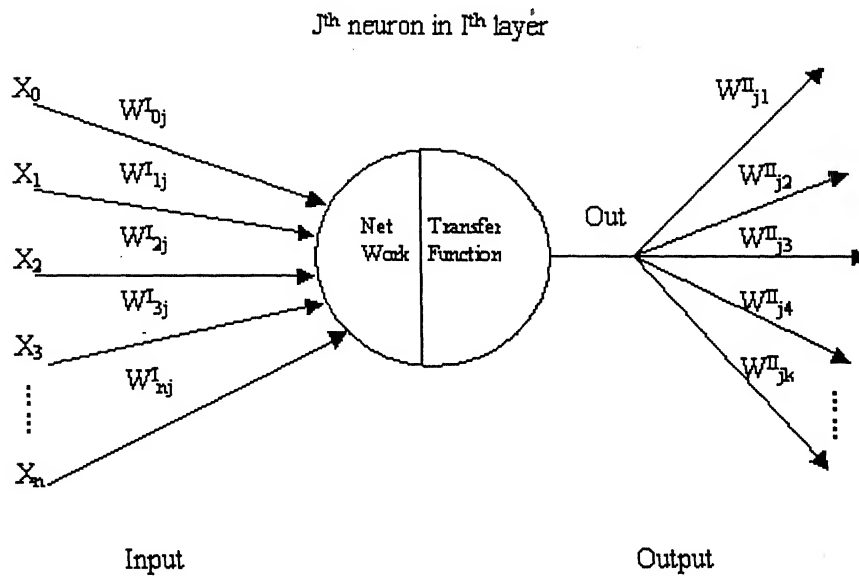 Jᵗʰ neuron in Iᵗʰ layer
X₀
Wᴵ₀ⱼ
X₁
Wᴵ₁ⱼ
X₂
Wᴵ₂ⱼ
X₃
Wᴵ₃ⱼ
Wᴵₙⱼ
Xₙ
Net
Work
Transfer
Function
Out
Wᴵᴵⱼ₁
Wᴵᴵⱼ₂
Wᴵᴵⱼ₃
Wᴵᴵⱼ₄
Wᴵᴵⱼₖ
Input
Output